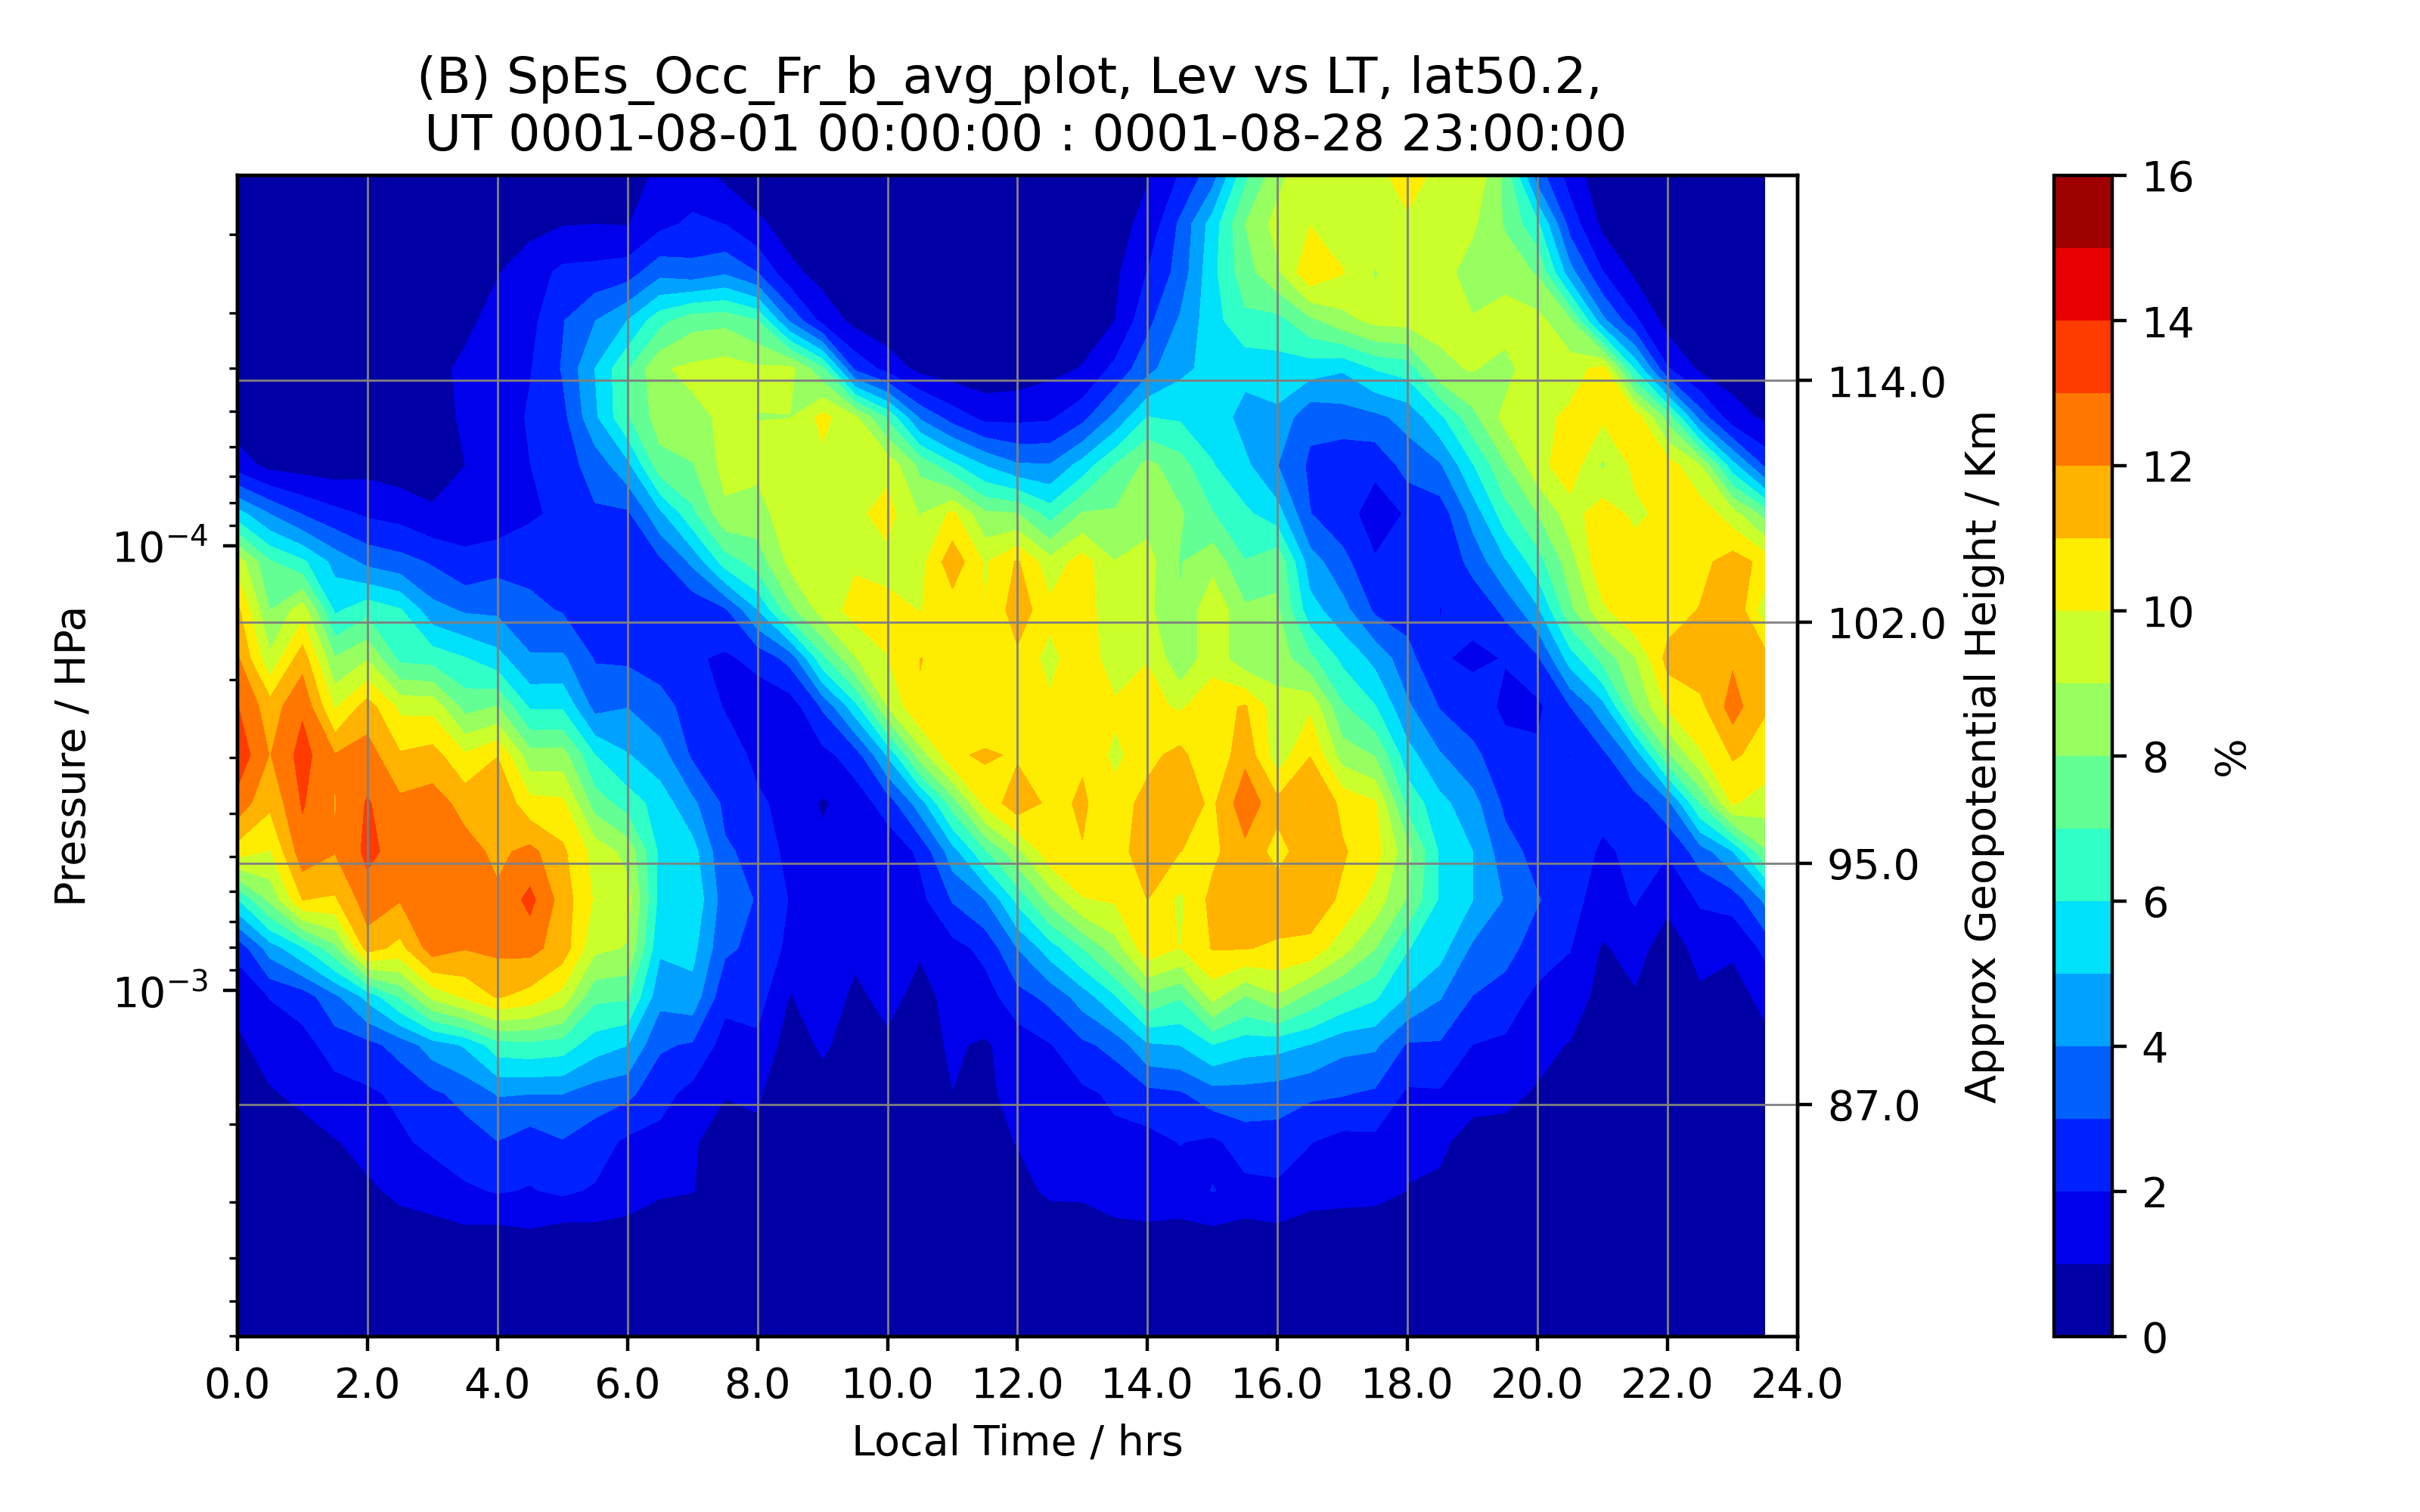 (B) SpEs_Occ_Fr_b_avg_plot, Lev vs LT, lat50.2,
UT 0001-08-01 00:00:00 : 0001-08-28 23:00:00
Pressure / HPa
10⁻⁴
10⁻³
0.0 2.0 4.0 6.0 8.0 10.0 12.0 14.0 16.0 18.0 20.0 22.0 24.0
Local Time / hrs
114.0
102.0
95.0
87.0
Approx Geopotential Height / Km
16
14
12
10
8
6
4
2
0
%